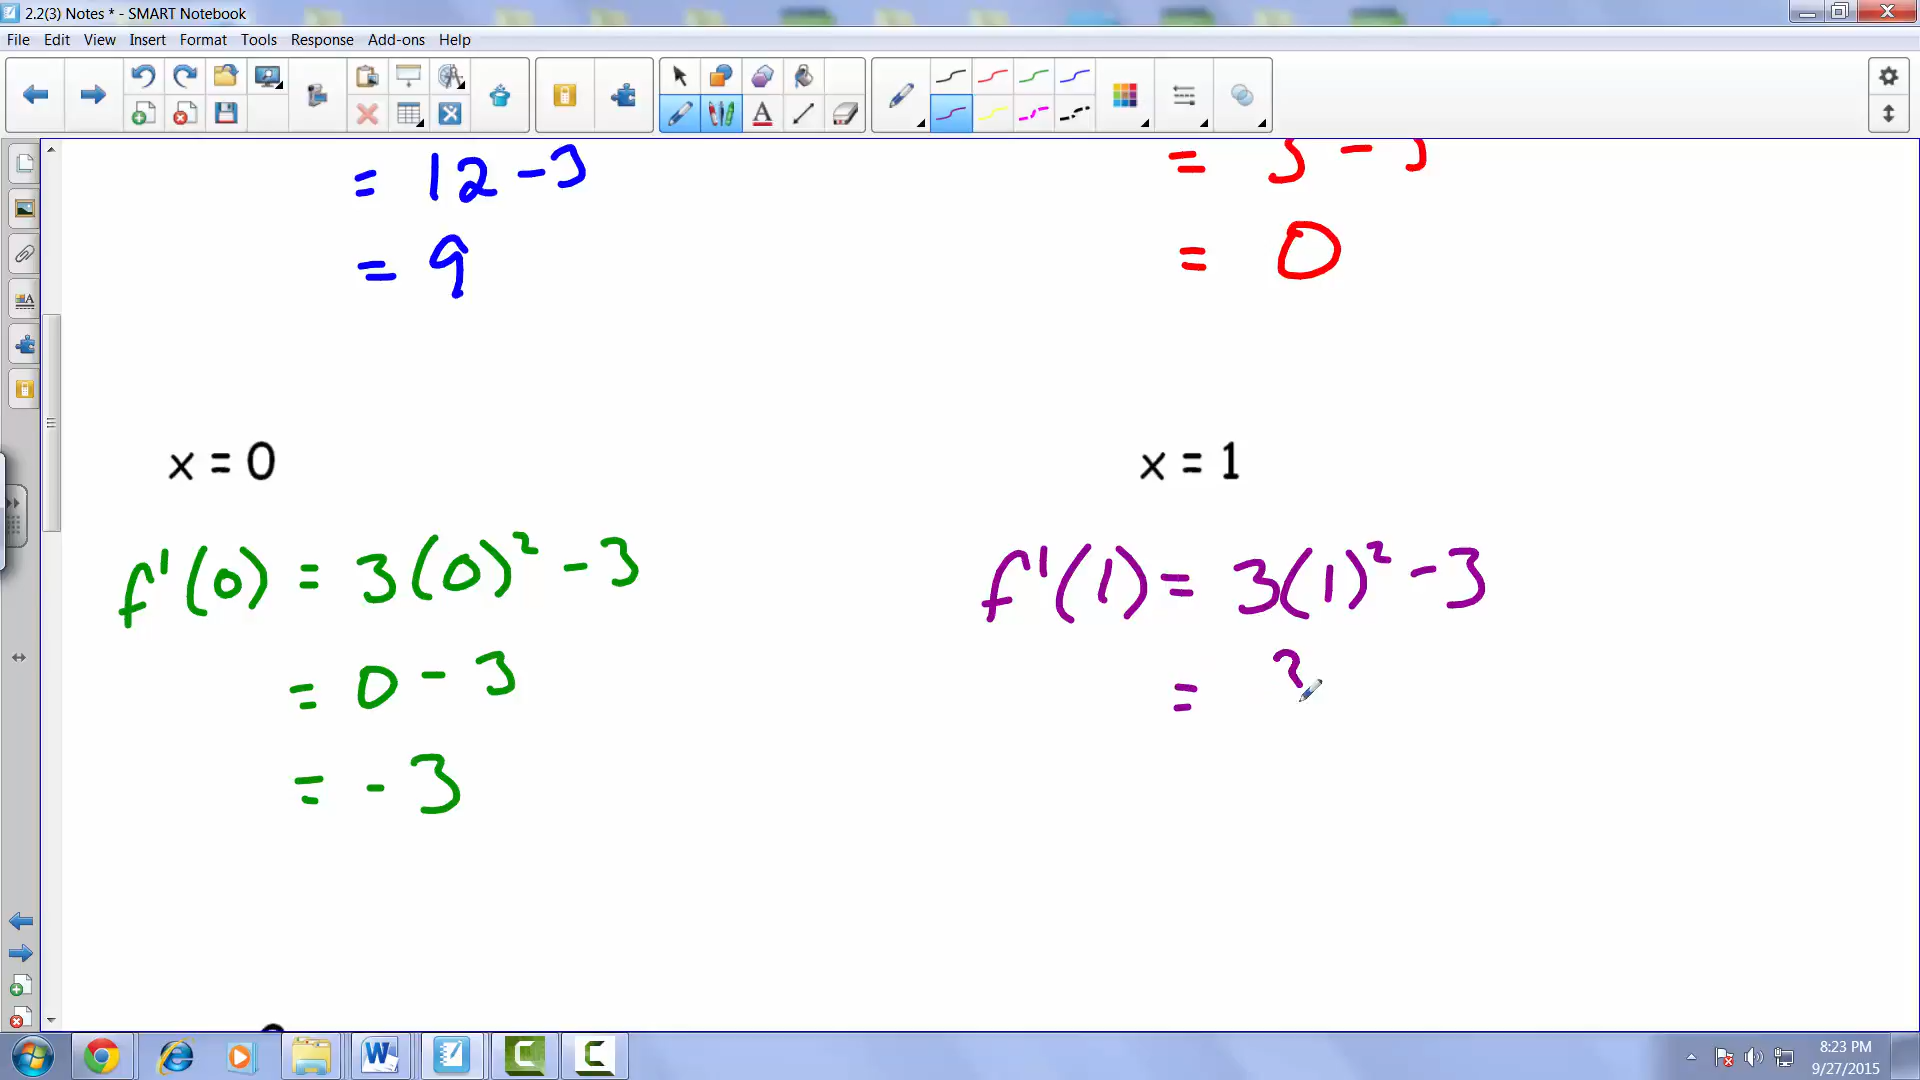 2.2(3) Notes * - SMART Notebook
File Edit View Insert Format Tools Response Add-ons Help
= 12 - 3
= 9
= 3 - 3
= 0
x = 0
f'(0) = 3(0)² - 3
= 0 - 3
= - 3
x = 1
f'(1) = 3(1)² - 3
=
8:23 PM
9/27/2015